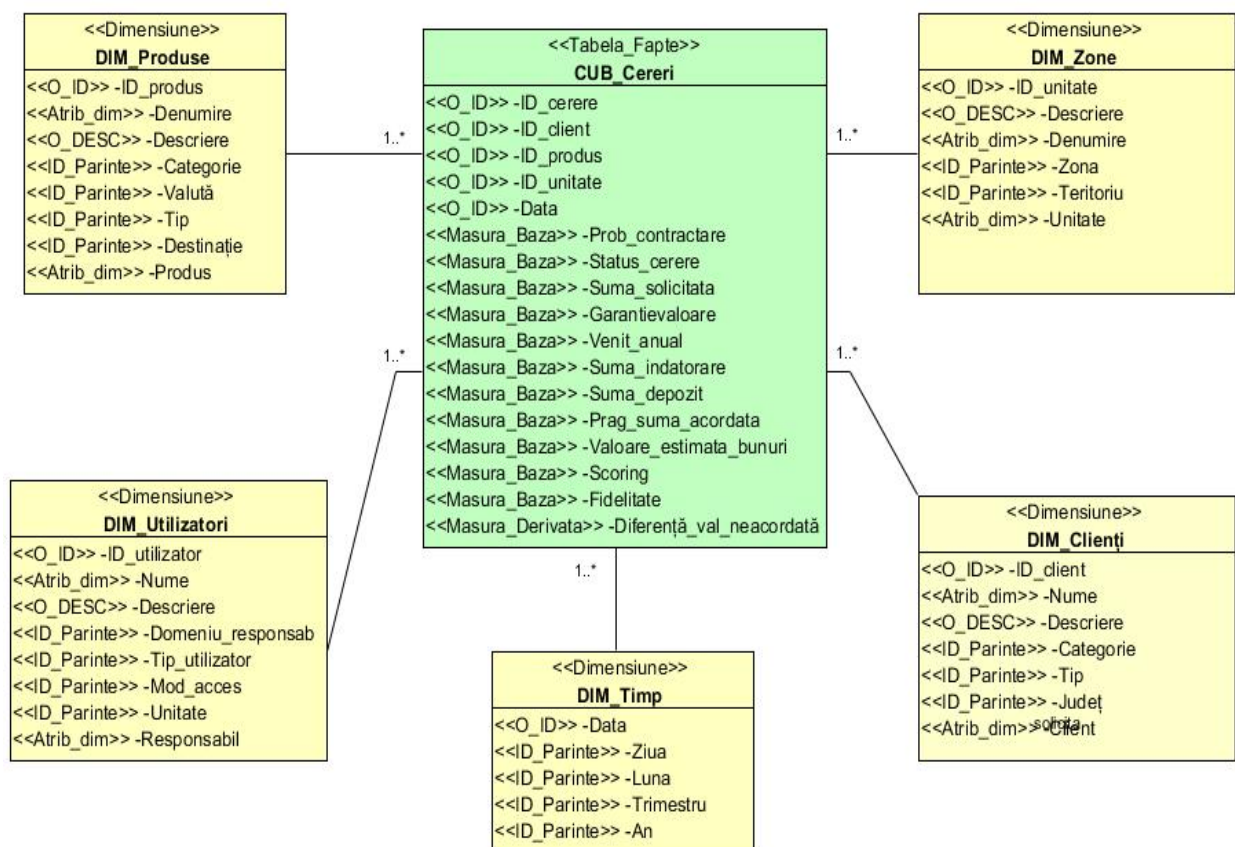 <<Dimensiune>>
DIM_Produse
<<O_ID>> -ID_produs
<<Atrib_dim>> -Denumire
<<O_DESC>> -Descriere
<<ID_Parinte>> -Categorie
<<ID_Parinte>> -Valută
<<ID_Parinte>> -Tip
<<ID_Parinte>> -Destinație
<<Atrib_dim>> -Produs
1..*
<<Tabela_Fapte>>
CUB_Cereri
<<O_ID>> -ID_cerere
<<O_ID>> -ID_client
<<O_ID>> -ID_produs
<<O_ID>> -ID_unitate
<<O_ID>> -Data
<<Masura_Baza>> -Prob_contractare
<<Masura_Baza>> -Status_cerere
<<Masura_Baza>> -Suma_solicitata
<<Masura_Baza>> -Garantievaloare
<<Masura_Baza>> -Venit_anual
<<Masura_Baza>> -Suma_indatorare
<<Masura_Baza>> -Suma_depozit
<<Masura_Baza>> -Prag_suma_acordata
<<Masura_Baza>> -Valoare_estimata_bunuri
<<Masura_Baza>> -Scoring
<<Masura_Baza>> -Fidelitate
<<Masura_Derivata>> -Diferență_val_neacordată
1..*
<<Dimensiune>>
DIM_Zone
<<O_ID>> -ID_unitate
<<O_DESC>> -Descriere
<<Atrib_dim>> -Denumire
<<ID_Parinte>> -Zona
<<ID_Parinte>> -Teritoriu
<<Atrib_dim>> -Unitate
1..*
1..*
<<Dimensiune>>
DIM_Utilizatori
<<O_ID>> -ID_utilizator
<<Atrib_dim>> -Nume
<<O_DESC>> -Descriere
<<ID_Parinte>> -Domeniu_responsab
<<ID_Parinte>> -Tip_utilizator
<<ID_Parinte>> -Mod_acces
<<ID_Parinte>> -Unitate
<<Atrib_dim>> -Responsabil
1..*
<<Dimensiune>>
DIM_Timp
<<O_ID>> -Data
<<ID_Parinte>> -Ziua
<<ID_Parinte>> -Luna
<<ID_Parinte>> -Trimestru
<<ID_Parinte>> -An
<<Dimensiune>>
DIM_Clienți
<<O_ID>> -ID_client
<<Atrib_dim>> -Nume
<<O_DESC>> -Descriere
<<ID_Parinte>> -Categorie
<<ID_Parinte>> -Tip
<<ID_Parinte>> -Județ
solicita
<<Atrib_dim>> -Client